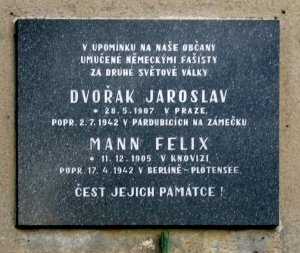 V UPOMÍNKU NA NAŠE OBČANY
UMUČENÉ NĚMECKÝMI FAŠISTY
ZA DRUHÉ SVĚTOVÉ VÁLKY
DVOŘÁK JAROSLAV
* 28. 5. 1907 V PRAZE,
POPR. 2. 7. 1942 V PARDUBICÍCH NA ZÁMEČKU
MANN FELIX
* 11. 12. 1905 V KNOVIZI,
POPR. 17. 4. 1942 V BERLÍNĚ-PLÖTENSEE.
ČEST JEJICH PAMÁTCE!